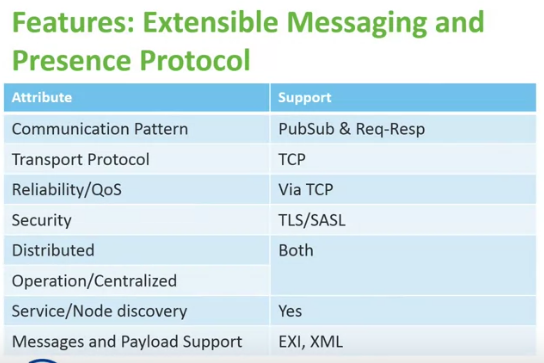 Features: Extensible Messaging and
Presence Protocol
Attribute Support
Communication Pattern PubSub & Req-Resp
Transport Protocol TCP
Reliability/QoS Via TCP
Security TLS/SASL
Distributed Both
Operation/Centralized
Service/Node discovery Yes
Messages and Payload Support EXI, XML